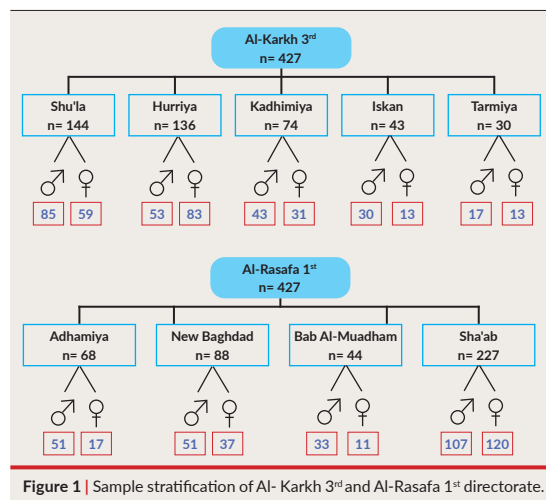 Al-Karkh 3rd
n= 427
Shu'la
n= 144
Hurriya
n= 136
Kadhimiya
n= 74
Iskan
n= 43
Tarmiya
n= 30
♂ ♀ ♂ ♀ ♂ ♀ ♂ ♀ ♂ ♀
85 59 53 83 43 31 30 13 17 13
Al-Rasafa 1st
n= 427
Adhamiya
n= 68
New Baghdad
n= 88
Bab Al-Muadham
n= 44
Sha'ab
n= 227
♂ ♀ ♂ ♀ ♂ ♀ ♂ ♀
51 17 51 37 33 11 107 120
Figure 1 | Sample stratification of Al- Karkh 3rd and Al-Rasafa 1st directorate.